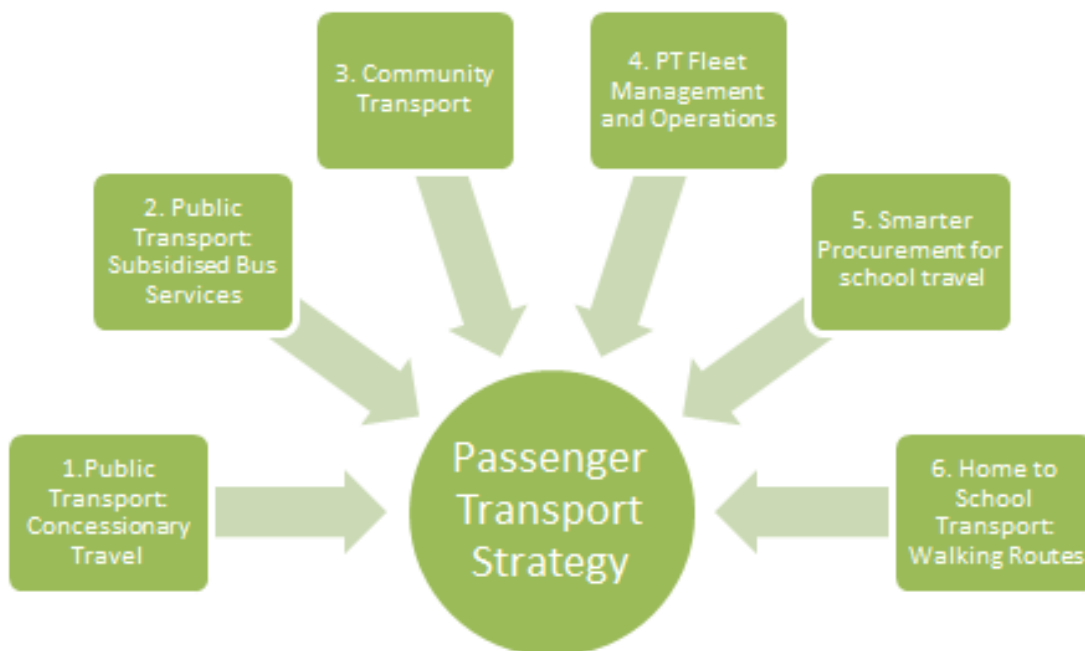 1.Public
Transport:
Concessionary
Travel
2. Public
Transport:
Subsidised Bus
Services
3. Community
Transport
4. PT Fleet
Management
and Operations
5. Smarter
Procurement for
school travel
6. Home to
School
Transport:
Walking Routes
Passenger
Transport
Strategy